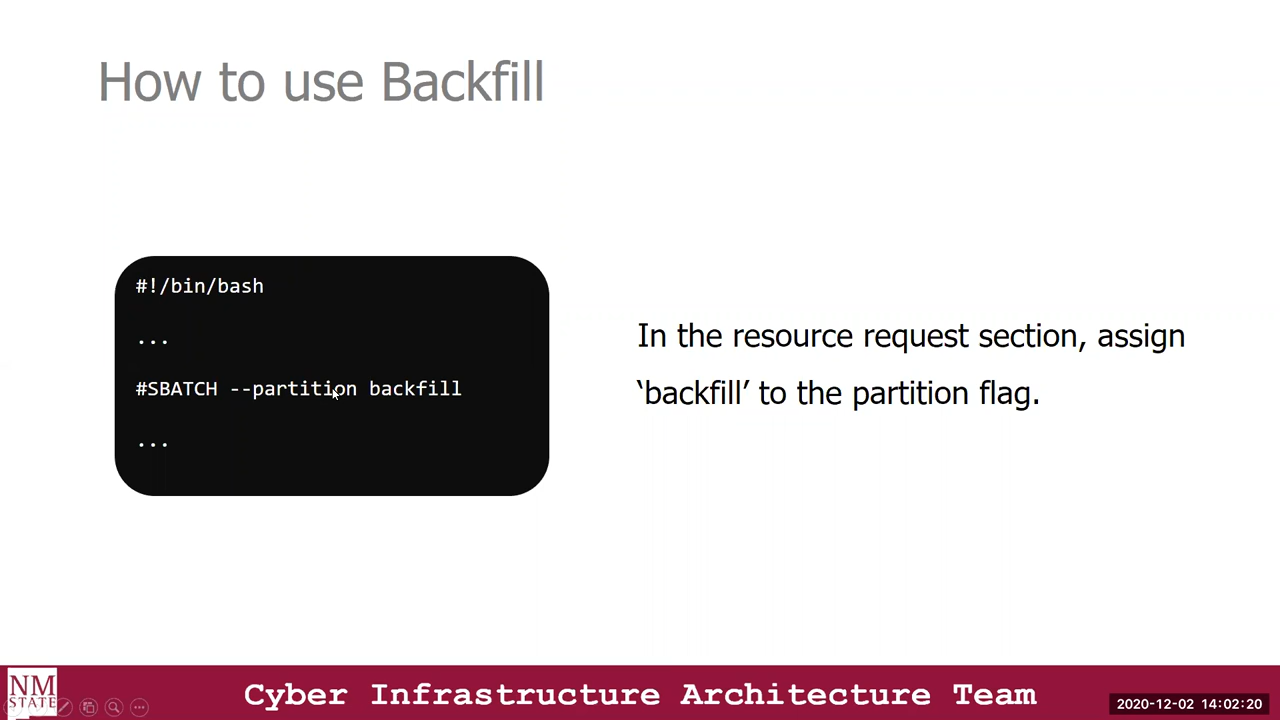 How to use Backfill
#!/bin/bash
...
#SBATCH --partition backfill
...
In the resource request section, assign
‘backfill’ to the partition flag.
NM
STATE
Cyber Infrastructure Architecture Team
2020-12-02 14:02:20